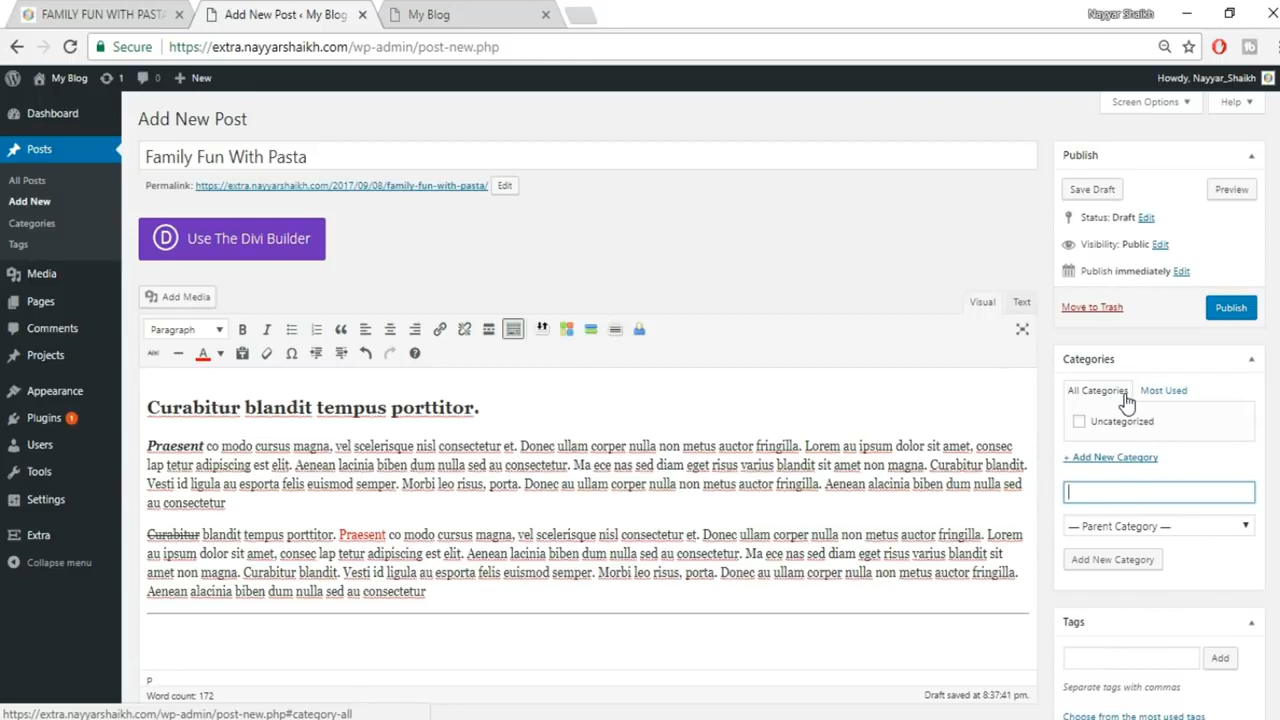 FAMILY FUN WITH PASTA
Add New Post ‹ My Blog
My Blog
Nayyar Shaikh
Secure
https://extra.nayyarshaikh.com/wp-admin/post-new.php
My Blog
1
0
New
Howdy, Nayyar_Shaikh
Screen Options
Help
Dashboard
Posts
All Posts
Add New
Categories
Tags
Media
Pages
Comments
Projects
Appearance
Plugins 1
Users
Tools
Settings
Extra
Collapse menu
Add New Post
Family Fun With Pasta
Permalink: https://extra.nayyarshaikh.com/2017/09/08/family-fun-with-pasta/ Edit
D Use The Divi Builder
Add Media
Visual
Text
Paragraph
B
I
ABC
A
Curabitur blandit tempus porttitor.
Praesent co modo cursus magna, vel scelerisque nisl consectetur et. Donec ullam corper nulla non metus auctor fringilla. Lorem au ipsum dolor sit amet, consec
lap tetur adipiscing est elit. Aenean lacinia biben dum nulla sed au consectetur. Ma ece nas sed diam eget risus varius blandit sit amet non magna. Curabitur blandit.
Vesti id ligula au esporta felis euismod semper. Morbi leo risus, porta. Donec au ullam corper nulla non metus auctor fringilla. Aenean alacinia biben dum nulla sed
au consectetur
Curabitur blandit tempus porttitor. Praesent co modo cursus magna, vel scelerisque nisl consectetur et. Donec ullam corper nulla non metus auctor fringilla. Lorem
au ipsum dolor sit amet, consec lap tetur adipiscing est elit. Aenean lacinia biben dum nulla sed au consectetur. Ma ece nas sed diam eget risus varius blandit sit
amet non magna. Curabitur blandit. Vesti id ligula au esporta felis euismod semper. Morbi leo risus, porta. Donec au ullam corper nulla non metus auctor fringilla.
Aenean alacinia biben dum nulla sed au consectetur
p
Word count: 172
Draft saved at 8:37:41 pm.
Publish
Save Draft
Preview
Status: Draft Edit
Visibility: Public Edit
Publish immediately Edit
Move to Trash
Publish
Categories
All Categories
Most Used
Uncategorized
+ Add New Category
— Parent Category —
Add New Category
Tags
Add
Separate tags with commas
Choose from the most used tags
https://extra.nayyarshaikh.com/wp-admin/post-new.php#category-all